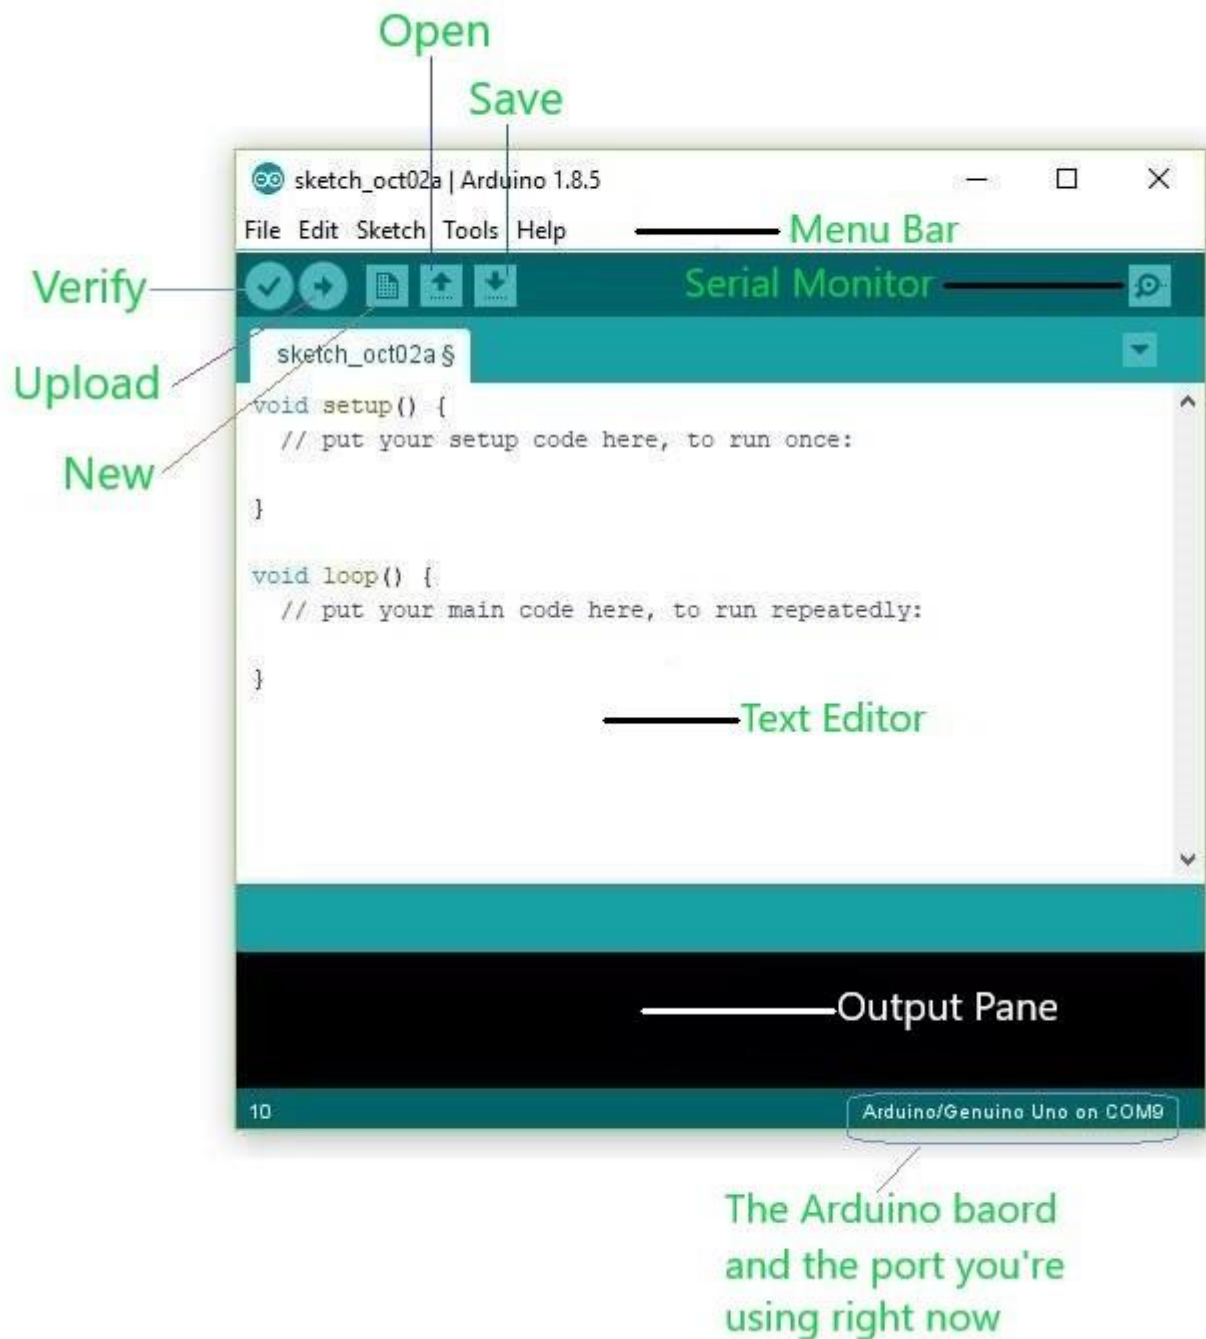 Open
Save
sketch_oct02a | Arduino 1.8.5
File Edit Sketch Tools Help
Menu Bar
Verify
Serial Monitor
sketch_oct02a §
Upload
void setup() {
// put your setup code here, to run once:
New
}
void loop() {
// put your main code here, to run repeatedly:
}
Text Editor
Output Pane
10
Arduino/Genuino Uno on COM9
The Arduino baord
and the port you're
using right now